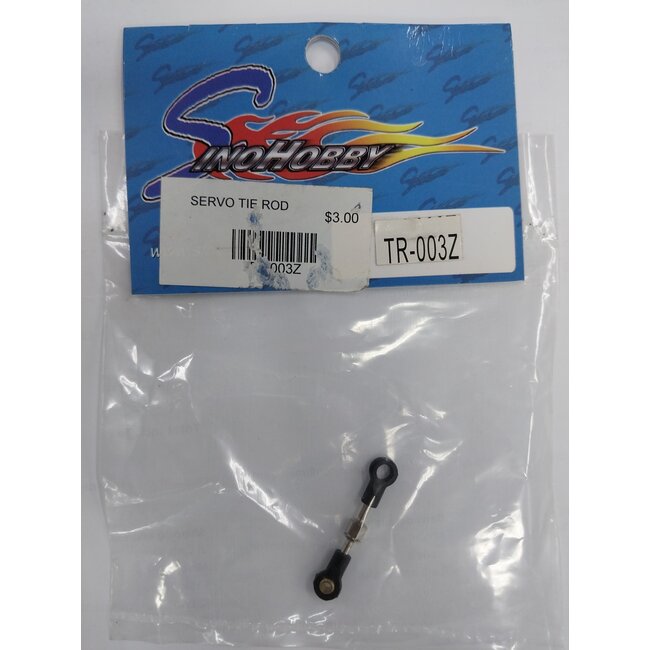 SINOHOBBY
SERVO TIE ROD
$3.00
003Z
TR-003Z